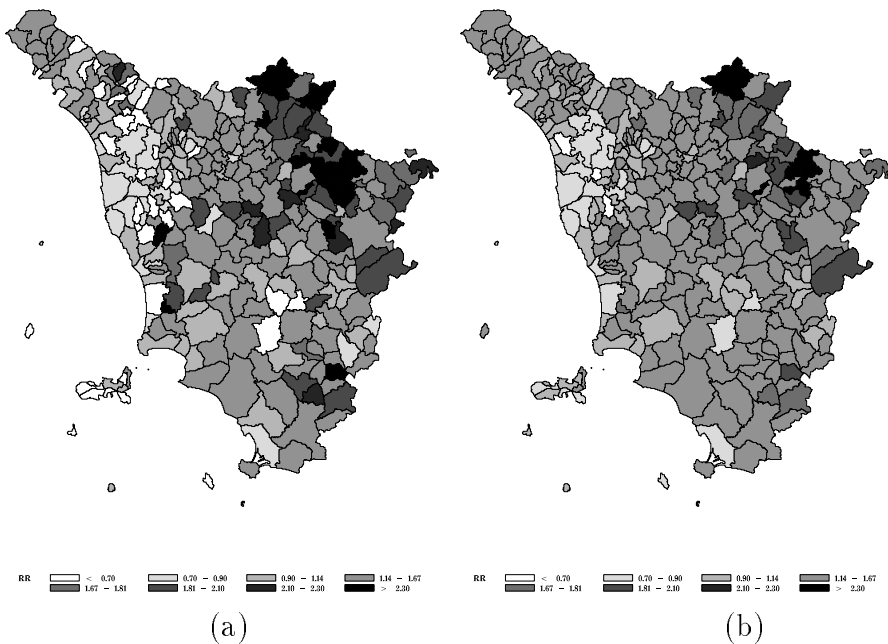 RR < 0.70 0.70 - 0.90 0.90 - 1.14 1.14 - 1.67
1.67 - 1.81 1.81 - 2.10 2.10 - 2.30 > 2.30
RR < 0.70 0.70 - 0.90 0.90 - 1.14 1.14 - 1.67
1.67 - 1.81 1.81 - 2.10 2.10 - 2.30 > 2.30
(a) (b)